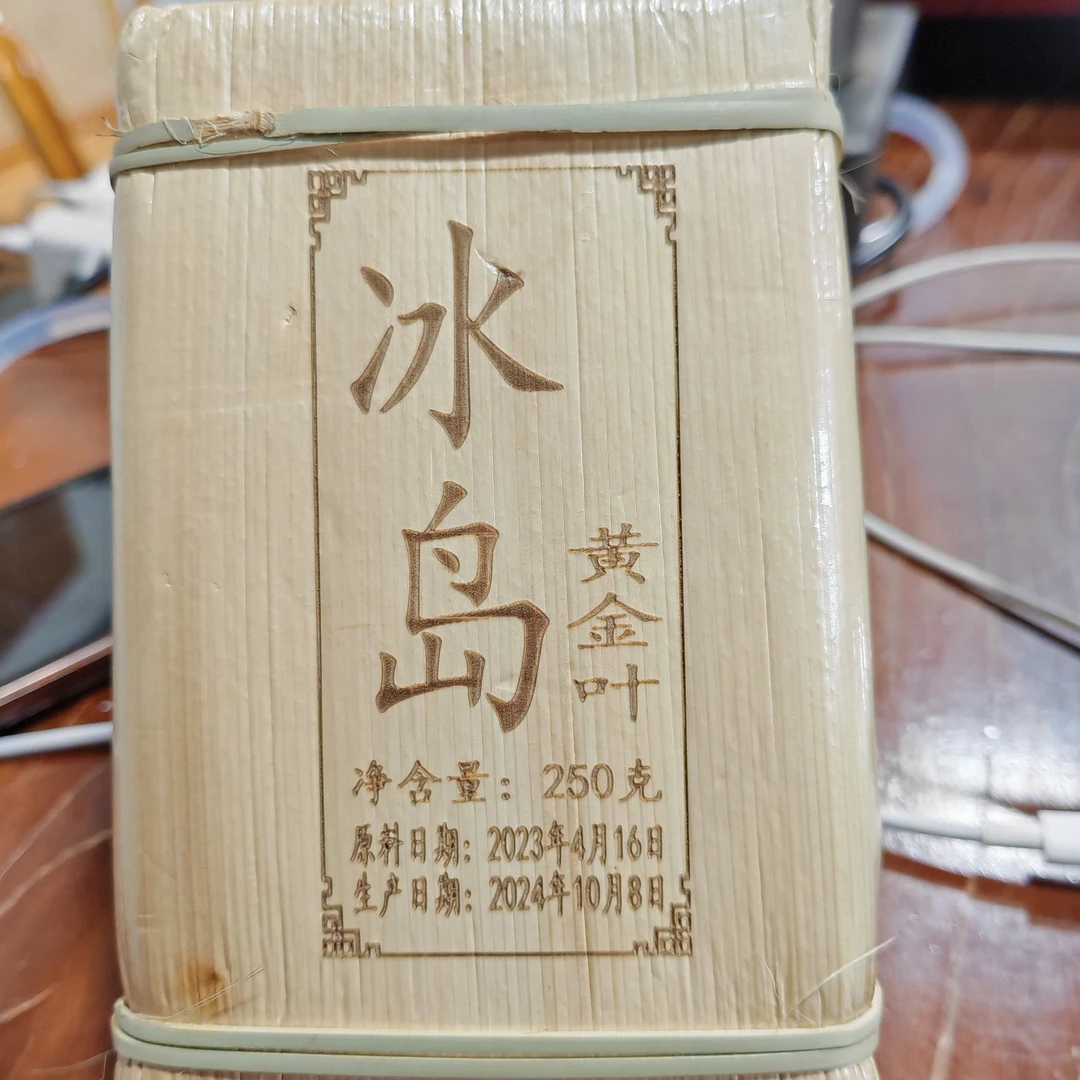 冰岛
黄金叶
净含量：250克
原料日期：2023年4月16日
生产日期：2024年10月8日